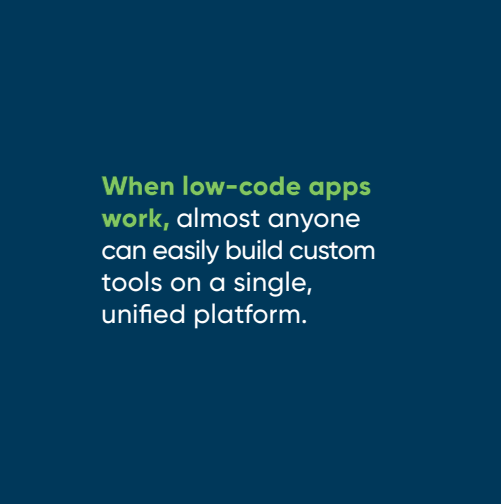 When low-code apps
work, almost anyone
can easily build custom
tools on a single,
unified platform.